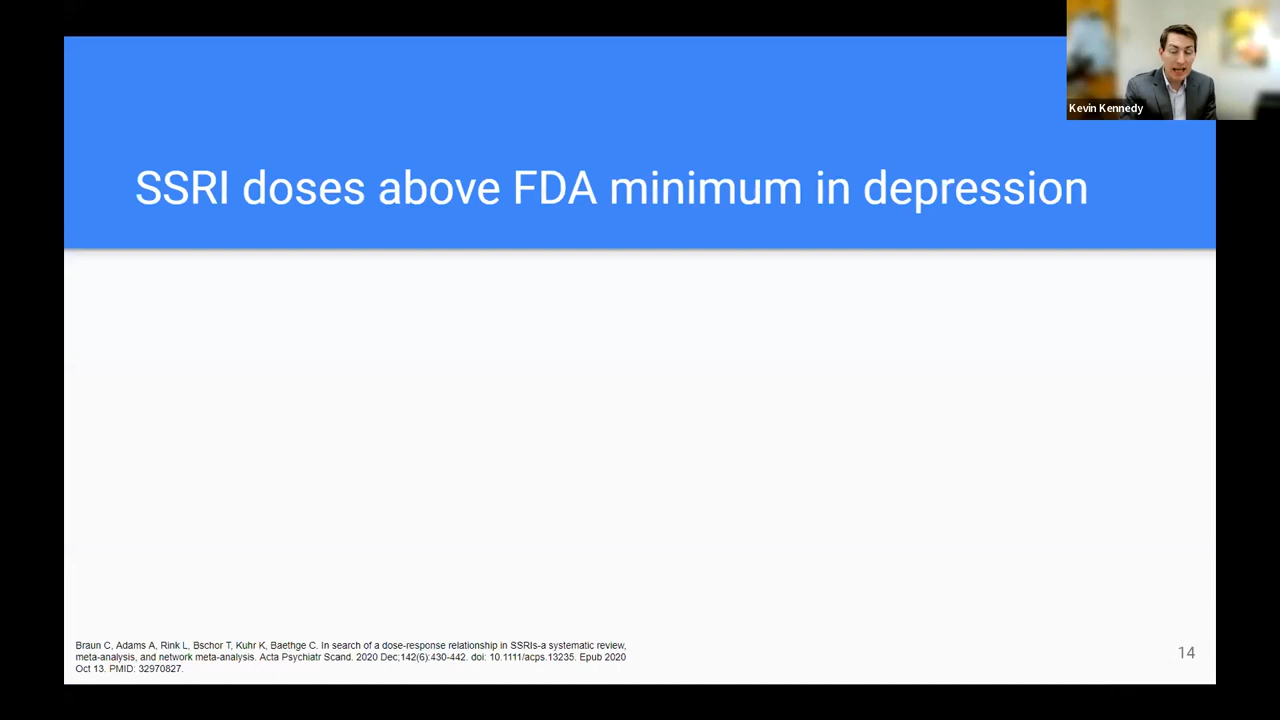 Kevin Kennedy
SSRI doses above FDA minimum in depression
Braun C, Adams A, Rink L, Bschor T, Kuhr K, Baethge C. In search of a dose-response relationship in SSRIs-a systematic review,
meta-analysis, and network meta-analysis. Acta Psychiatr Scand. 2020 Dec;142(6):430-442. doi: 10.1111/acps.13235. Epub 2020
Oct 13. PMID: 32970827.
14